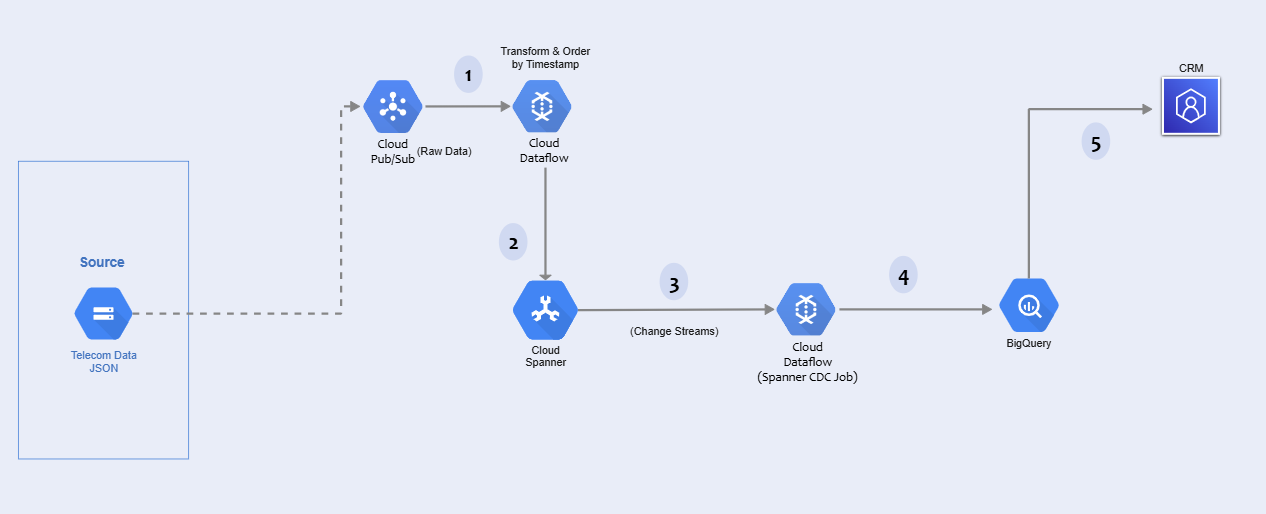 Source
Telecom Data
JSON
Cloud
Pub/Sub
(Raw Data)
1
Transform & Order
by Timestamp
Cloud
Dataflow
2
Cloud
Spanner
3
(Change Streams)
Cloud
Dataflow
(Spanner CDC Job)
4
BigQuery
5
CRM